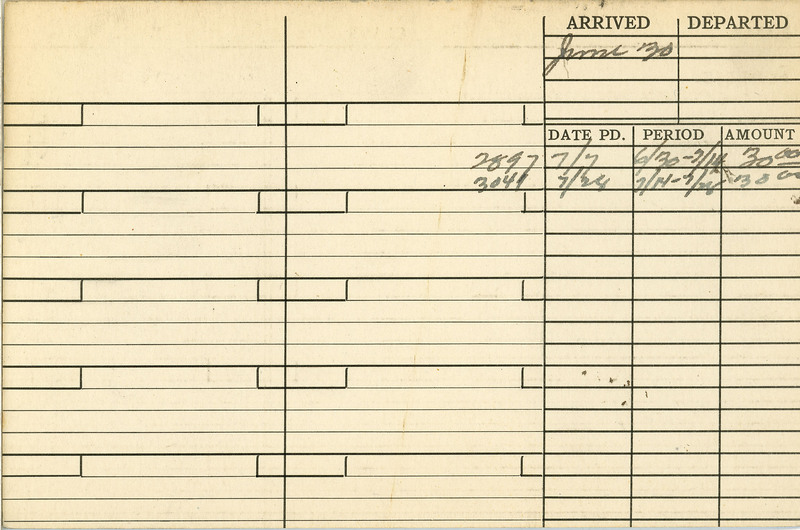 ARRIVED DEPARTED
June 30
DATE PD. PERIOD AMOUNT
2897 7/7 6/30-7/14 30 00
3041 7/24 7/14-7/28 30 00